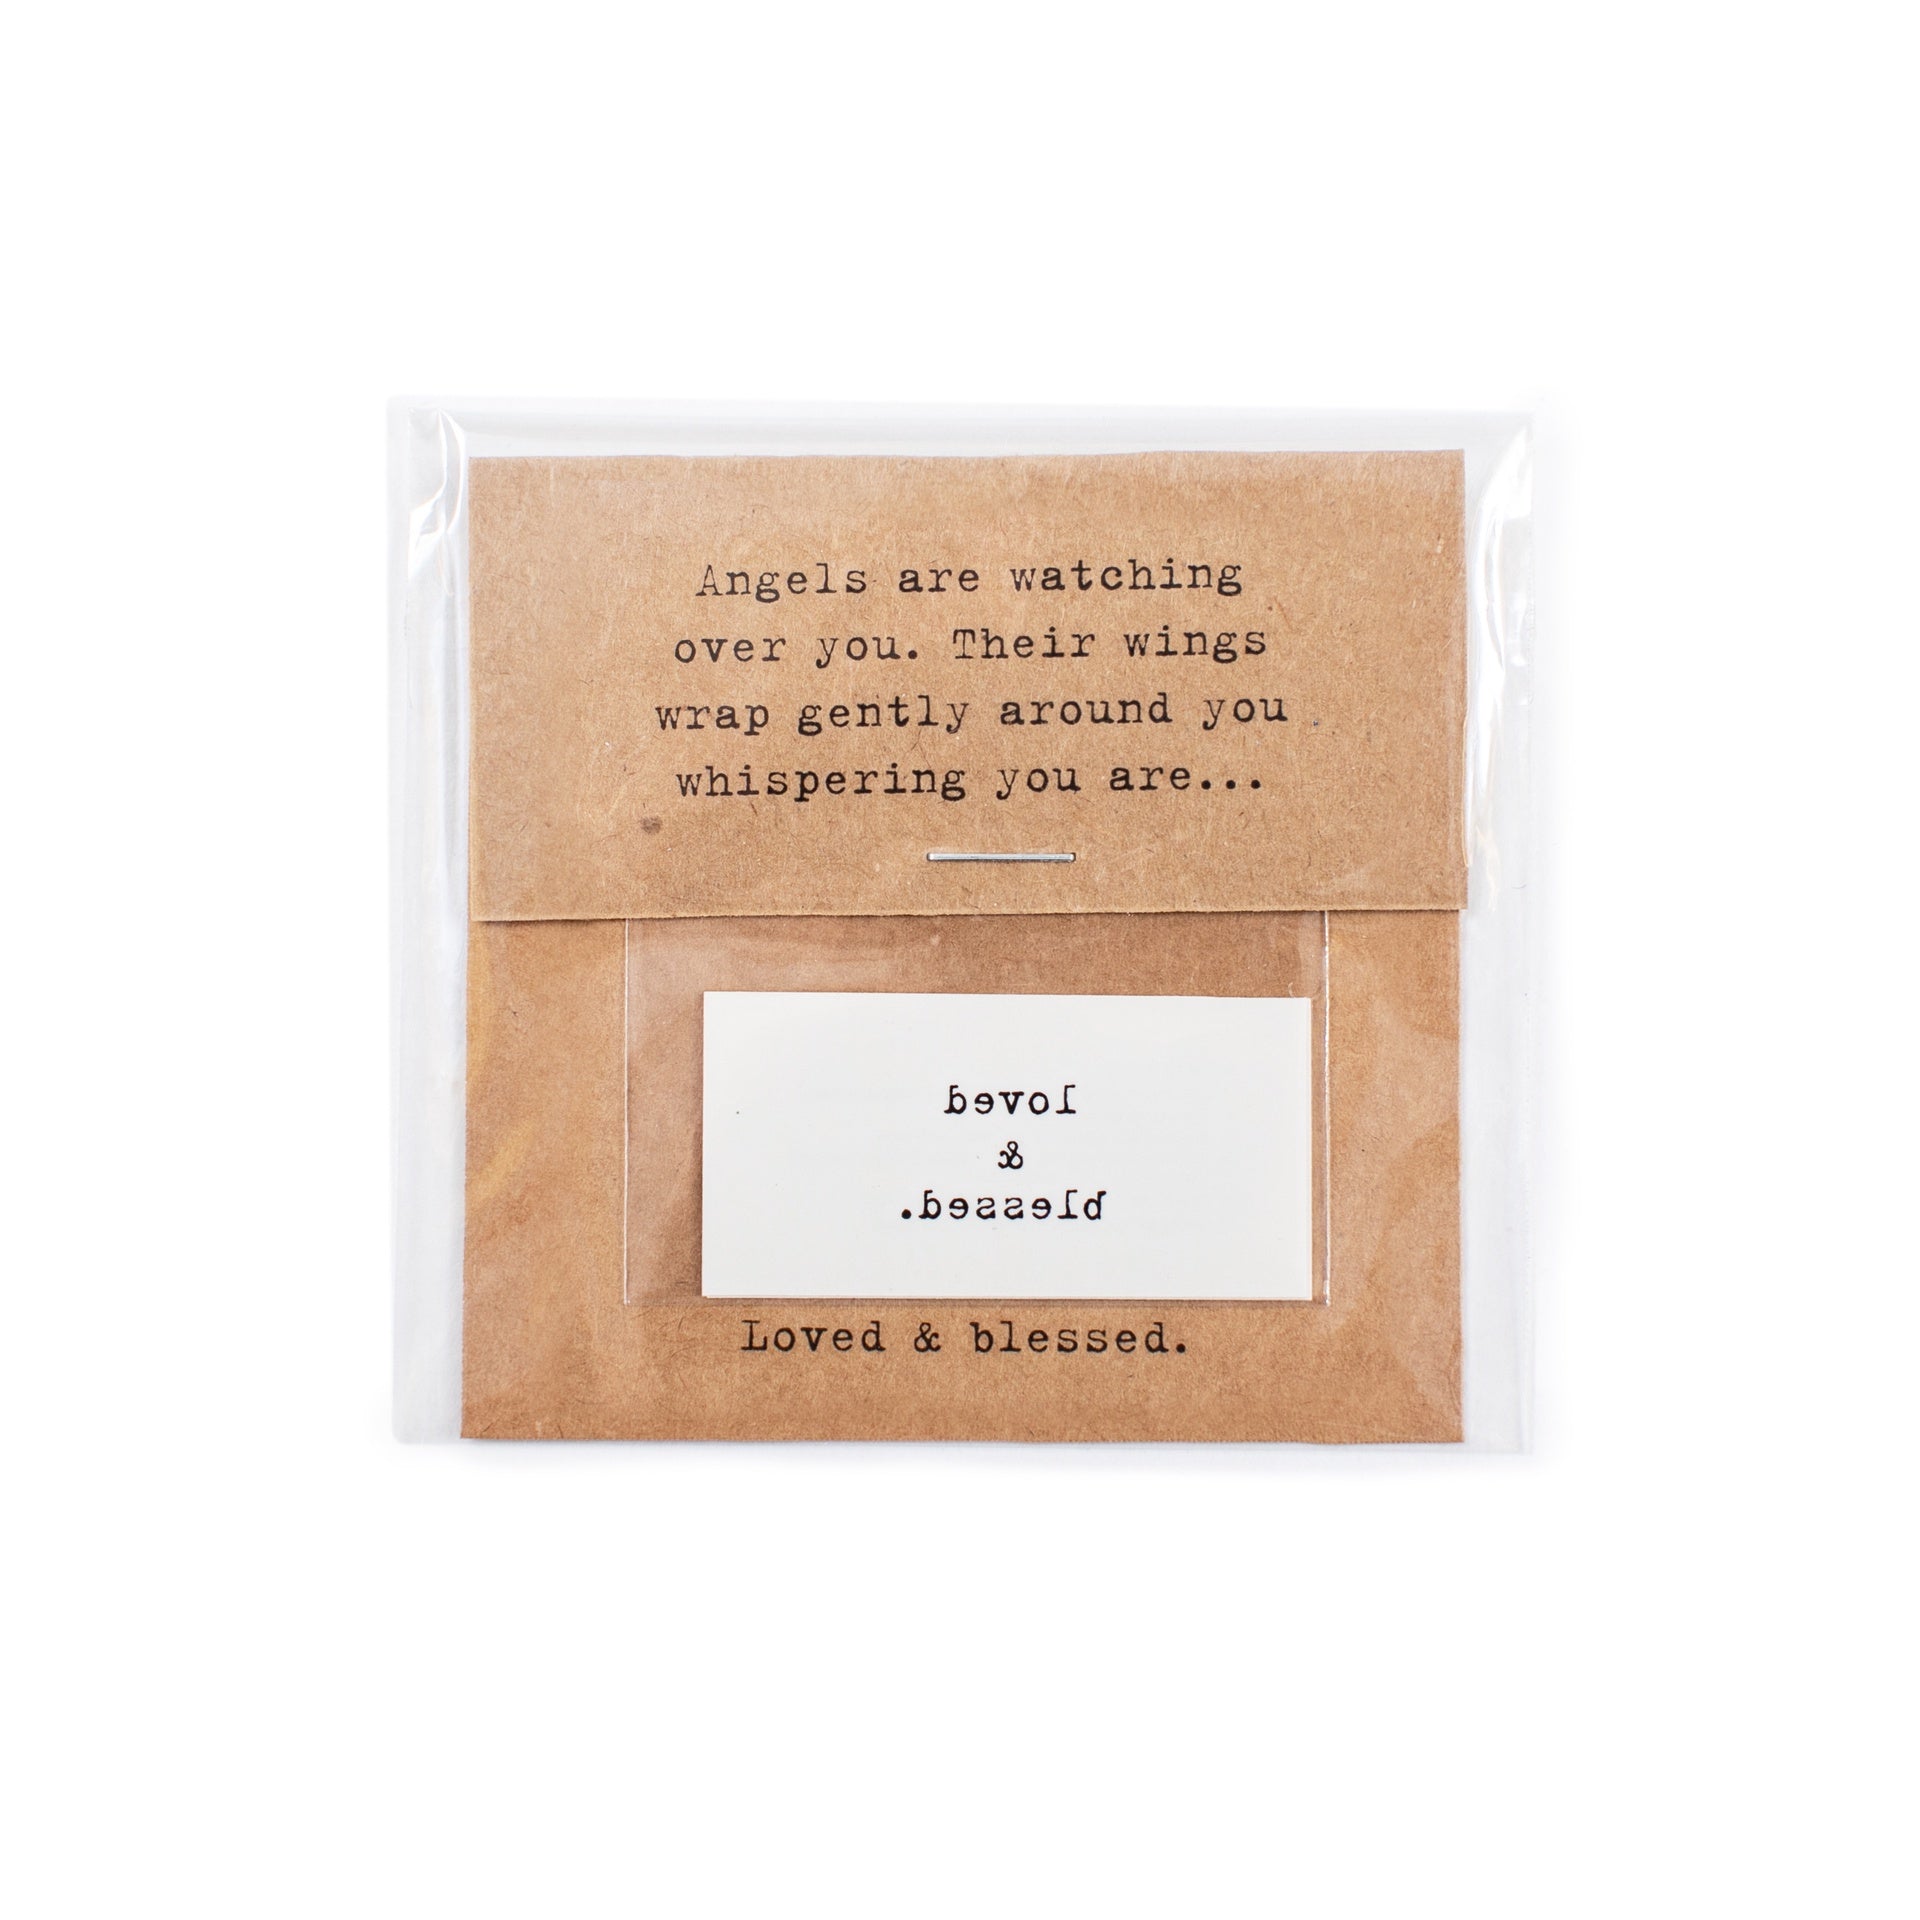 Angels are watching
over you. Their wings
wrap gently around you
whispering you are...
loved
&
blessed.
Loved & blessed.